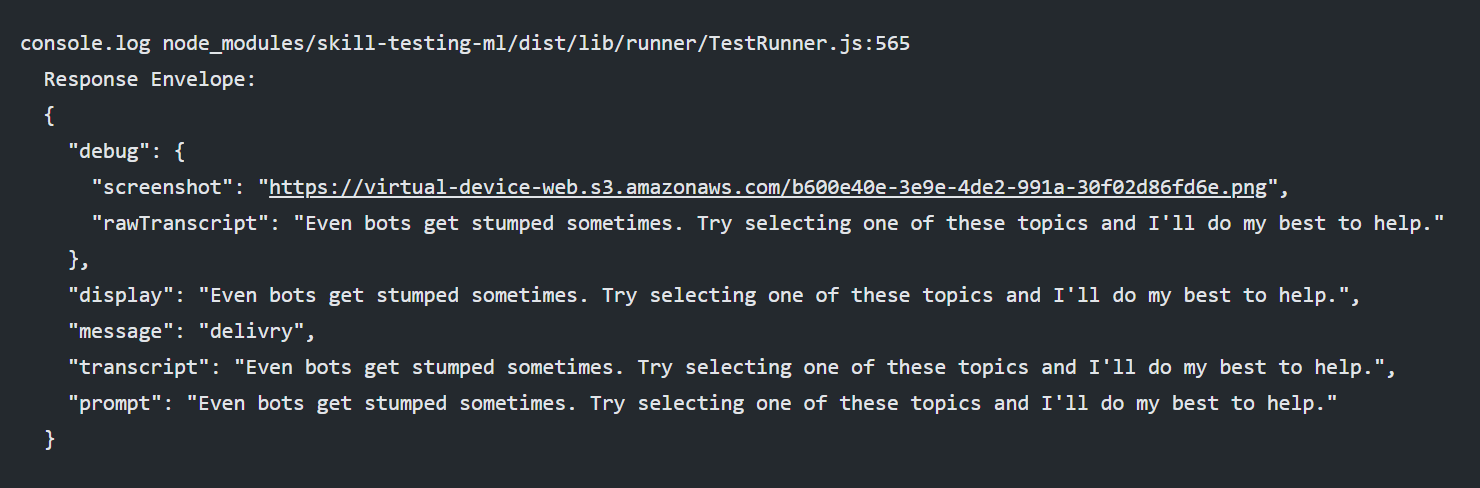 console.log node_modules/skill-testing-ml/dist/lib/runner/TestRunner.js:565
Response Envelope:
{
"debug": {
"screenshot": "https://virtual-device-web.s3.amazonaws.com/b600e40e-3e9e-4de2-991a-30f02d86fd6e.png",
"rawTranscript": "Even bots get stumped sometimes. Try selecting one of these topics and I'll do my best to help."
},
"display": "Even bots get stumped sometimes. Try selecting one of these topics and I'll do my best to help.",
"message": "delivry",
"transcript": "Even bots get stumped sometimes. Try selecting one of these topics and I'll do my best to help.",
"prompt": "Even bots get stumped sometimes. Try selecting one of these topics and I'll do my best to help."
}